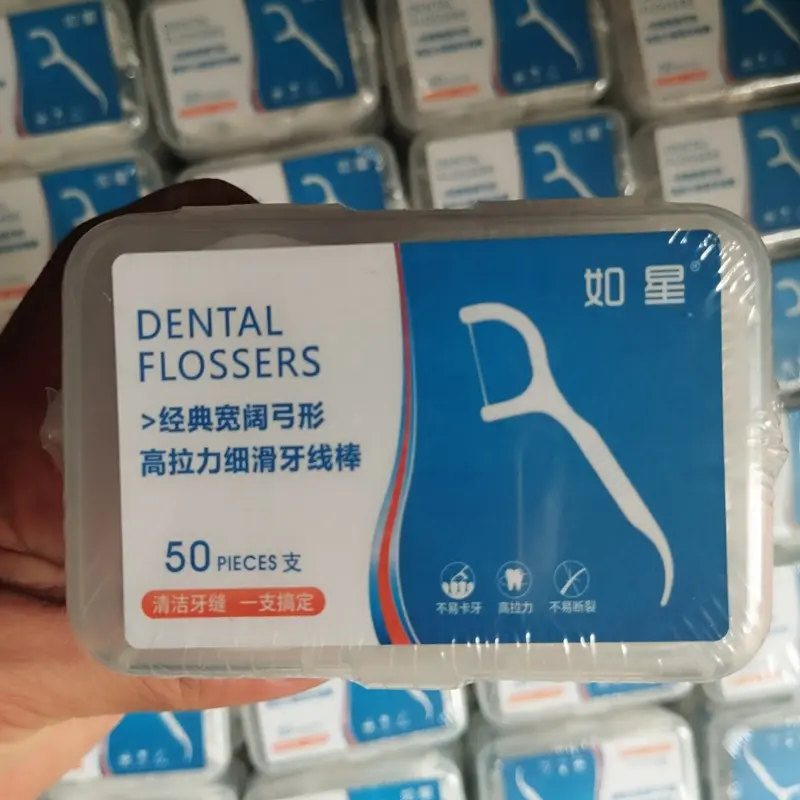 如星®
DENTAL
FLOSSERS
>经典宽阔弓形
高拉力细滑牙线棒
50 PIECES 支
清洁牙缝 一支搞定
不易卡牙 高拉力 不易断裂